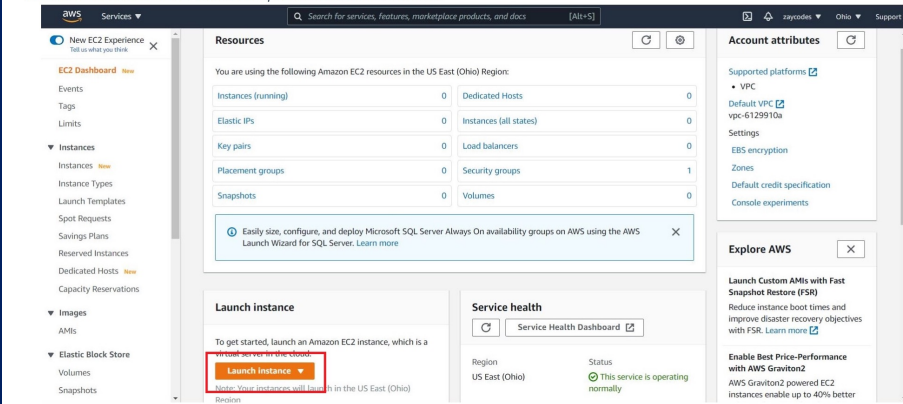 aws Services ▼ Search for services, features, marketplace products, and docs [Alt+S] zaycodes ▼ Ohio ▼ Support
New EC2 Experience
Tell us what you think
EC2 Dashboard New
Events
Tags
Limits
▼ Instances
Instances New
Instance Types
Launch Templates
Spot Requests
Savings Plans
Reserved Instances
Dedicated Hosts New
Capacity Reservations
▼ Images
AMIs
▼ Elastic Block Store
Volumes
Snapshots
Resources
You are using the following Amazon EC2 resources in the US East (Ohio) Region:
Instances (running) 0 Dedicated Hosts 0
Elastic IPs 0 Instances (all states) 0
Key pairs 0 Load balancers 0
Placement groups 0 Security groups 1
Snapshots 0 Volumes 0
Easily size, configure, and deploy Microsoft SQL Server Always On availability groups on AWS using the AWS
Launch Wizard for SQL Server. Learn more
Launch instance
To get started, launch an Amazon EC2 instance, which is a
virtual server in the cloud.
Launch instance ▼
Note: Your instances will launch in the US East (Ohio)
Region
Service health
Service Health Dashboard
Region Status
US East (Ohio) This service is operating
normally
Account attributes
Supported platforms
• VPC
Default VPC
vpc-6129910a
Settings
EBS encryption
Zones
Default credit specification
Console experiments
Explore AWS
Launch Custom AMIs with Fast
Snapshot Restore (FSR)
Reduce instance boot times and
improve disaster recovery objectives
with FSR. Learn more
Enable Best Price-Performance
with AWS Graviton2
AWS Graviton2 powered EC2
instances enable up to 40% better